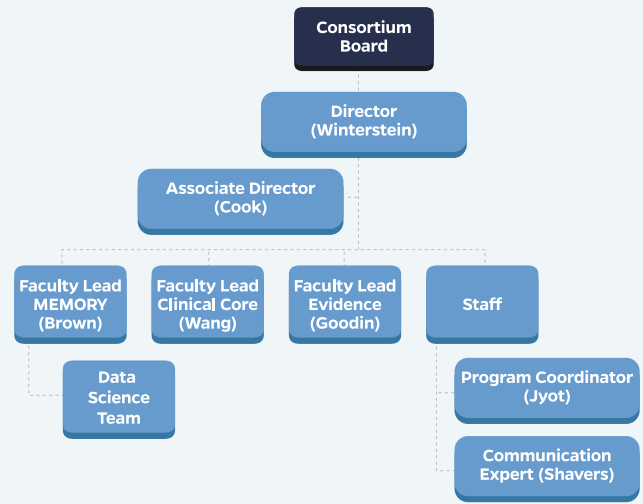 Consortium
Board
Director
(Winterstein)
Associate Director
(Cook)
Faculty Lead
MEMORY
(Brown)
Faculty Lead
Clinical Core
(Wang)
Faculty Lead
Evidence
(Goodin)
Staff
Data
Science
Team
Program Coordinator
(Jyot)
Communication
Expert (Shavers)